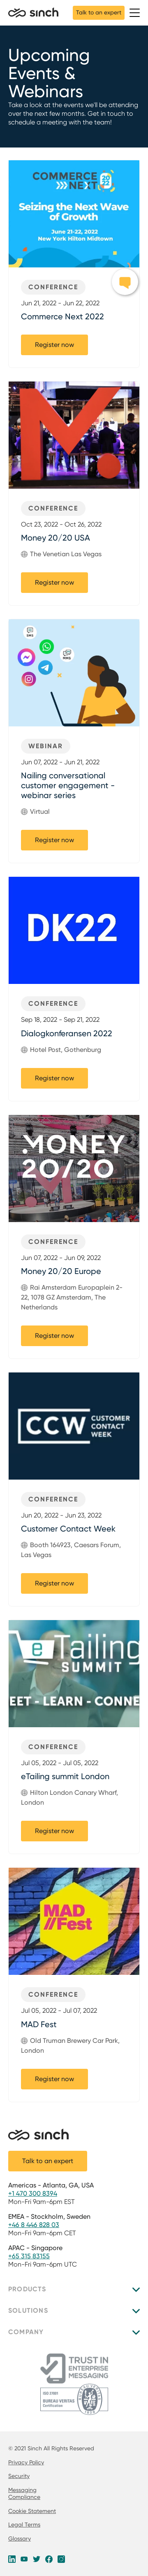 sinch
Talk to an expert
Upcoming
Events &
Webinars
Take a look at the events we'll be attending
over the next few months. Get in touch to
schedule a meeting with the team!
COMMERCE
NEXT
2022
Seizing the Next Wave
of Growth
June 21-22, 2022
New York Hilton Midtown
CONFERENCE
Jun 21, 2022 - Jun 22, 2022
Commerce Next 2022
Register now
CONFERENCE
Oct 23, 2022 - Oct 26, 2022
Money 20/20 USA
The Venetian Las Vegas
Register now
WEBINAR
Jun 07, 2022 - Jun 21, 2022
Nailing conversational
customer engagement -
webinar series
Virtual
Register now
DK22
CONFERENCE
Sep 18, 2022 - Sep 21, 2022
Dialogkonferansen 2022
Hotel Post, Gothenburg
Register now
MONEY
20/20
CONFERENCE
Jun 07, 2022 - Jun 09, 2022
Money 20/20 Europe
Rai Amsterdam Europaplein 2-
22, 1078 GZ Amsterdam, The
Netherlands
Register now
CCW
CUSTOMER
CONTACT
WEEK
CONFERENCE
Jun 20, 2022 - Jun 23, 2022
Customer Contact Week
Booth 164923, Caesars Forum,
Las Vegas
Register now
eTailing
SUMMIT
EET - LEARN - CONNE
CONFERENCE
Jul 05, 2022 - Jul 05, 2022
eTailing summit London
Hilton London Canary Wharf,
London
Register now
MAD
//Fest
CONFERENCE
Jul 05, 2022 - Jul 07, 2022
MAD Fest
Old Truman Brewery Car Park,
London
Register now
sinch
Talk to an expert
Americas - Atlanta, GA, USA
+1 470 300 8394
Mon-Fri 9am-6pm EST
EMEA - Stockholm, Sweden
+46 8 446 828 03
Mon-Fri 9am-6pm CET
APAC - Singapore
+65 315 83155
Mon-Fri 9am-6pm UTC
PRODUCTS
SOLUTIONS
COMPANY
TRUST IN
ENTERPRISE
MESSAGING
BUREAU VERITAS
Certification
© 2021 Sinch All Rights Reserved
Privacy Policy
Security
Messaging
Compliance
Cookie Statement
Legal Terms
Glossary